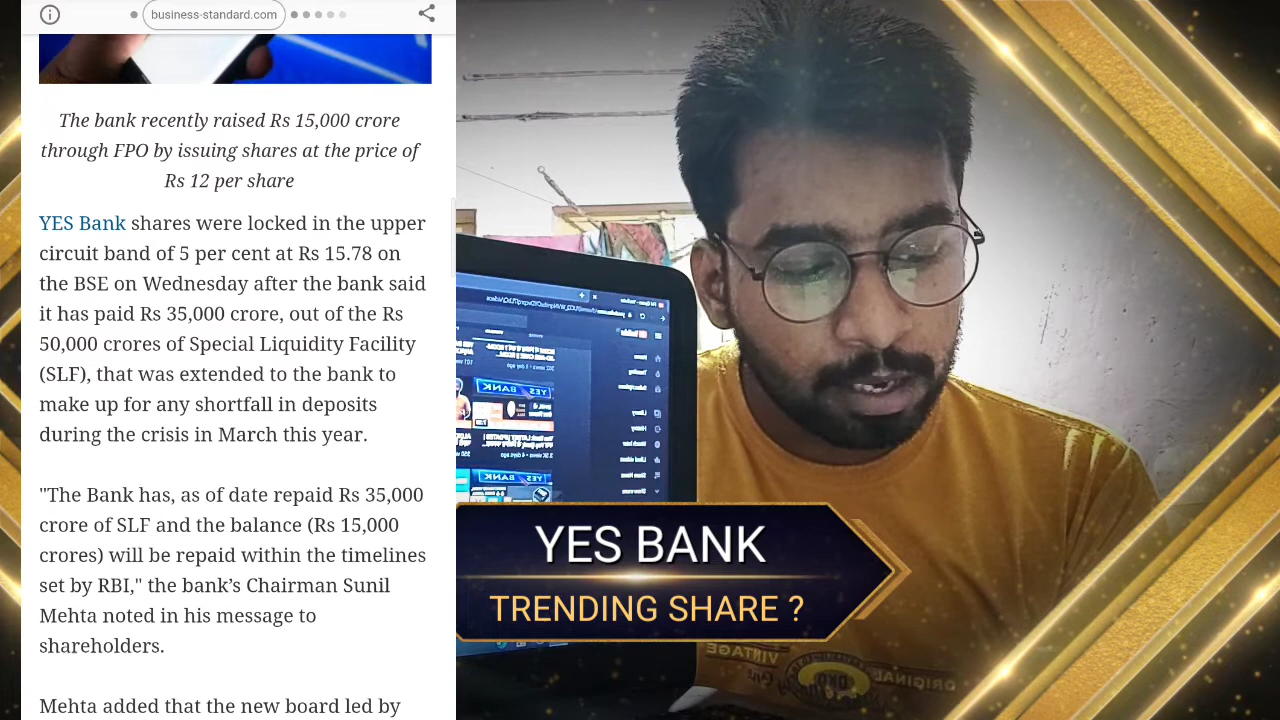 business-standard.com
The bank recently raised Rs 15,000 crore
through FPO by issuing shares at the price of
Rs 12 per share
YES Bank shares were locked in the upper
circuit band of 5 per cent at Rs 15.78 on
the BSE on Wednesday after the bank said
it has paid Rs 35,000 crore, out of the Rs
50,000 crores of Special Liquidity Facility
(SLF), that was extended to the bank to
make up for any shortfall in deposits
during the crisis in March this year.
"The Bank has, as of date repaid Rs 35,000
crore of SLF and the balance (Rs 15,000
crores) will be repaid within the timelines
set by RBI," the bank’s Chairman Sunil
Mehta noted in his message to
shareholders.
Mehta added that the new board led by
YES BANK
YES BANK
YES BANK
TRENDING SHARE ?
VINTAGE
ORIGINAL